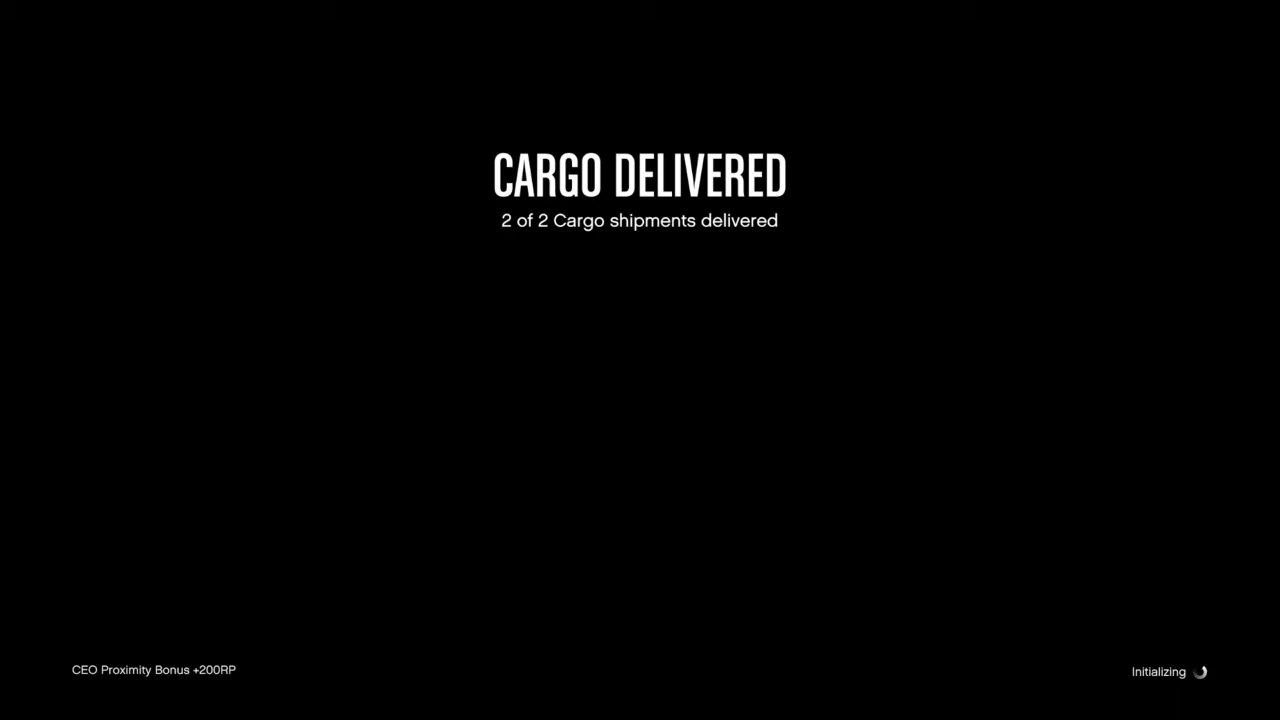 CARGO DELIVERED
2 of 2 Cargo shipments delivered
CEO Proximity Bonus +200RP
Initializing